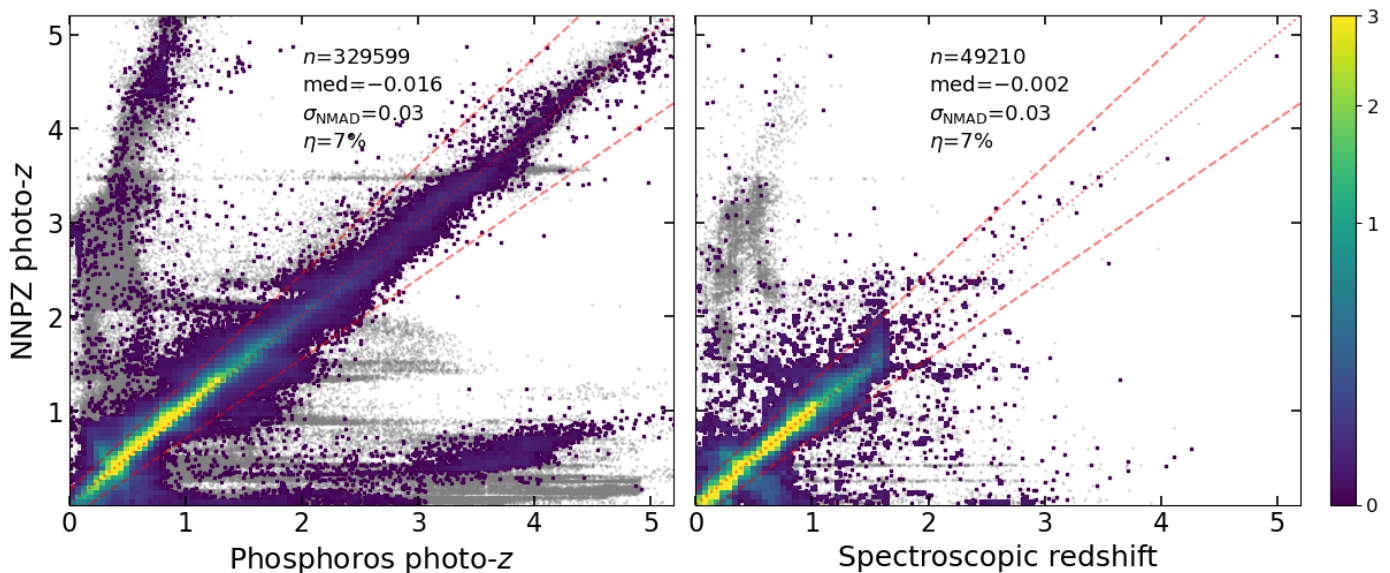 5
4
3
2
1
NNPZ photo-z
n=329599
med=−0.016
σNMAD=0.03
η=7%
0 1 2 3 4 5
Phosphoros photo-z
n=49210
med=−0.002
σNMAD=0.03
η=7%
0 1 2 3 4 5
Spectroscopic redshift
3
2
1
0